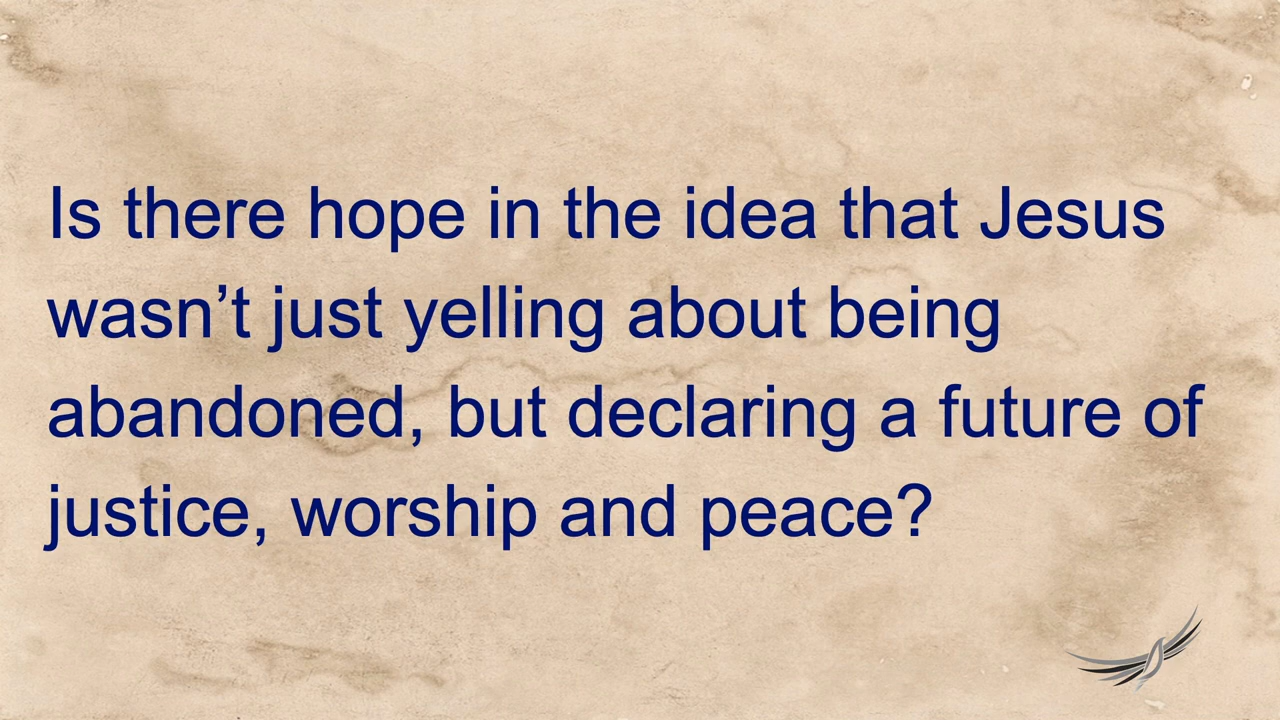 Is there hope in the idea that Jesus
wasn’t just yelling about being
abandoned, but declaring a future of
justice, worship and peace?